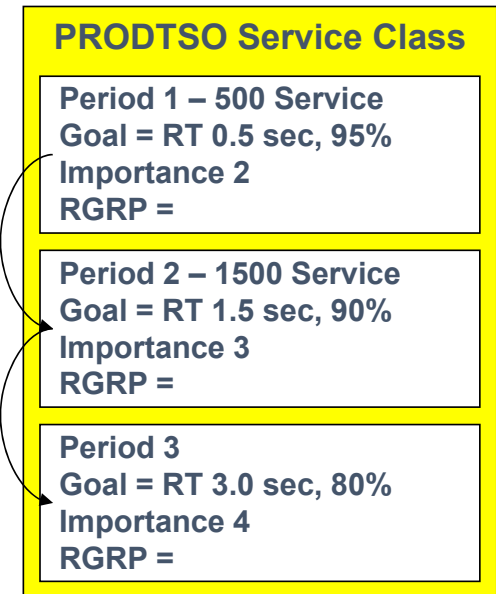 PRODTSO Service Class
Period 1 – 500 Service
Goal = RT 0.5 sec, 95%
Importance 2
RGRP =
Period 2 – 1500 Service
Goal = RT 1.5 sec, 90%
Importance 3
RGRP =
Period 3
Goal = RT 3.0 sec, 80%
Importance 4
RGRP =